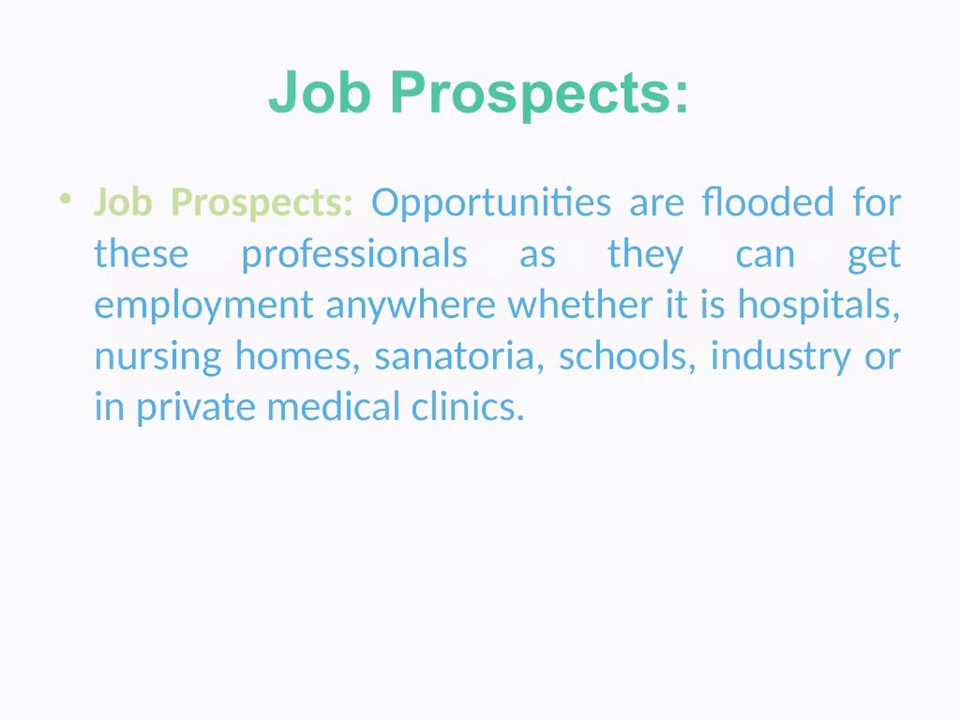 Job Prospects:
• Job Prospects: Opportunities are flooded for
these professionals as they can get
employment anywhere whether it is hospitals,
nursing homes, sanatoria, schools, industry or
in private medical clinics.